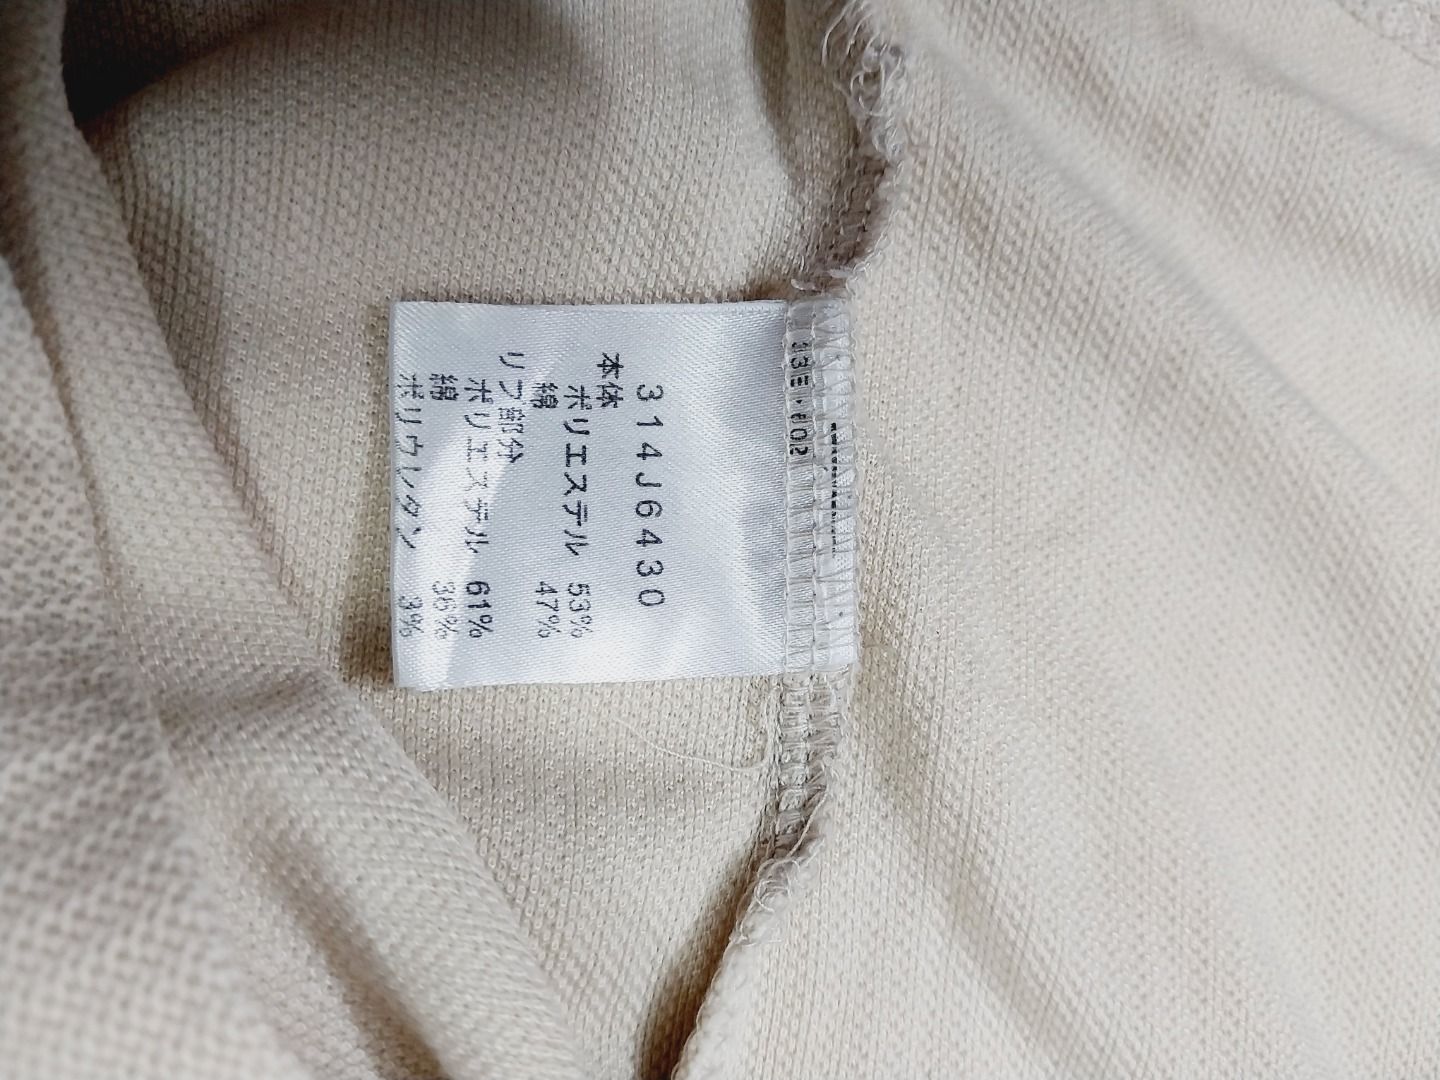 314J6430
本体
ポリエステル 53%
綿 47%
リブ部分
ポリエステル 61%
綿 36%
ポリウレタン 3%